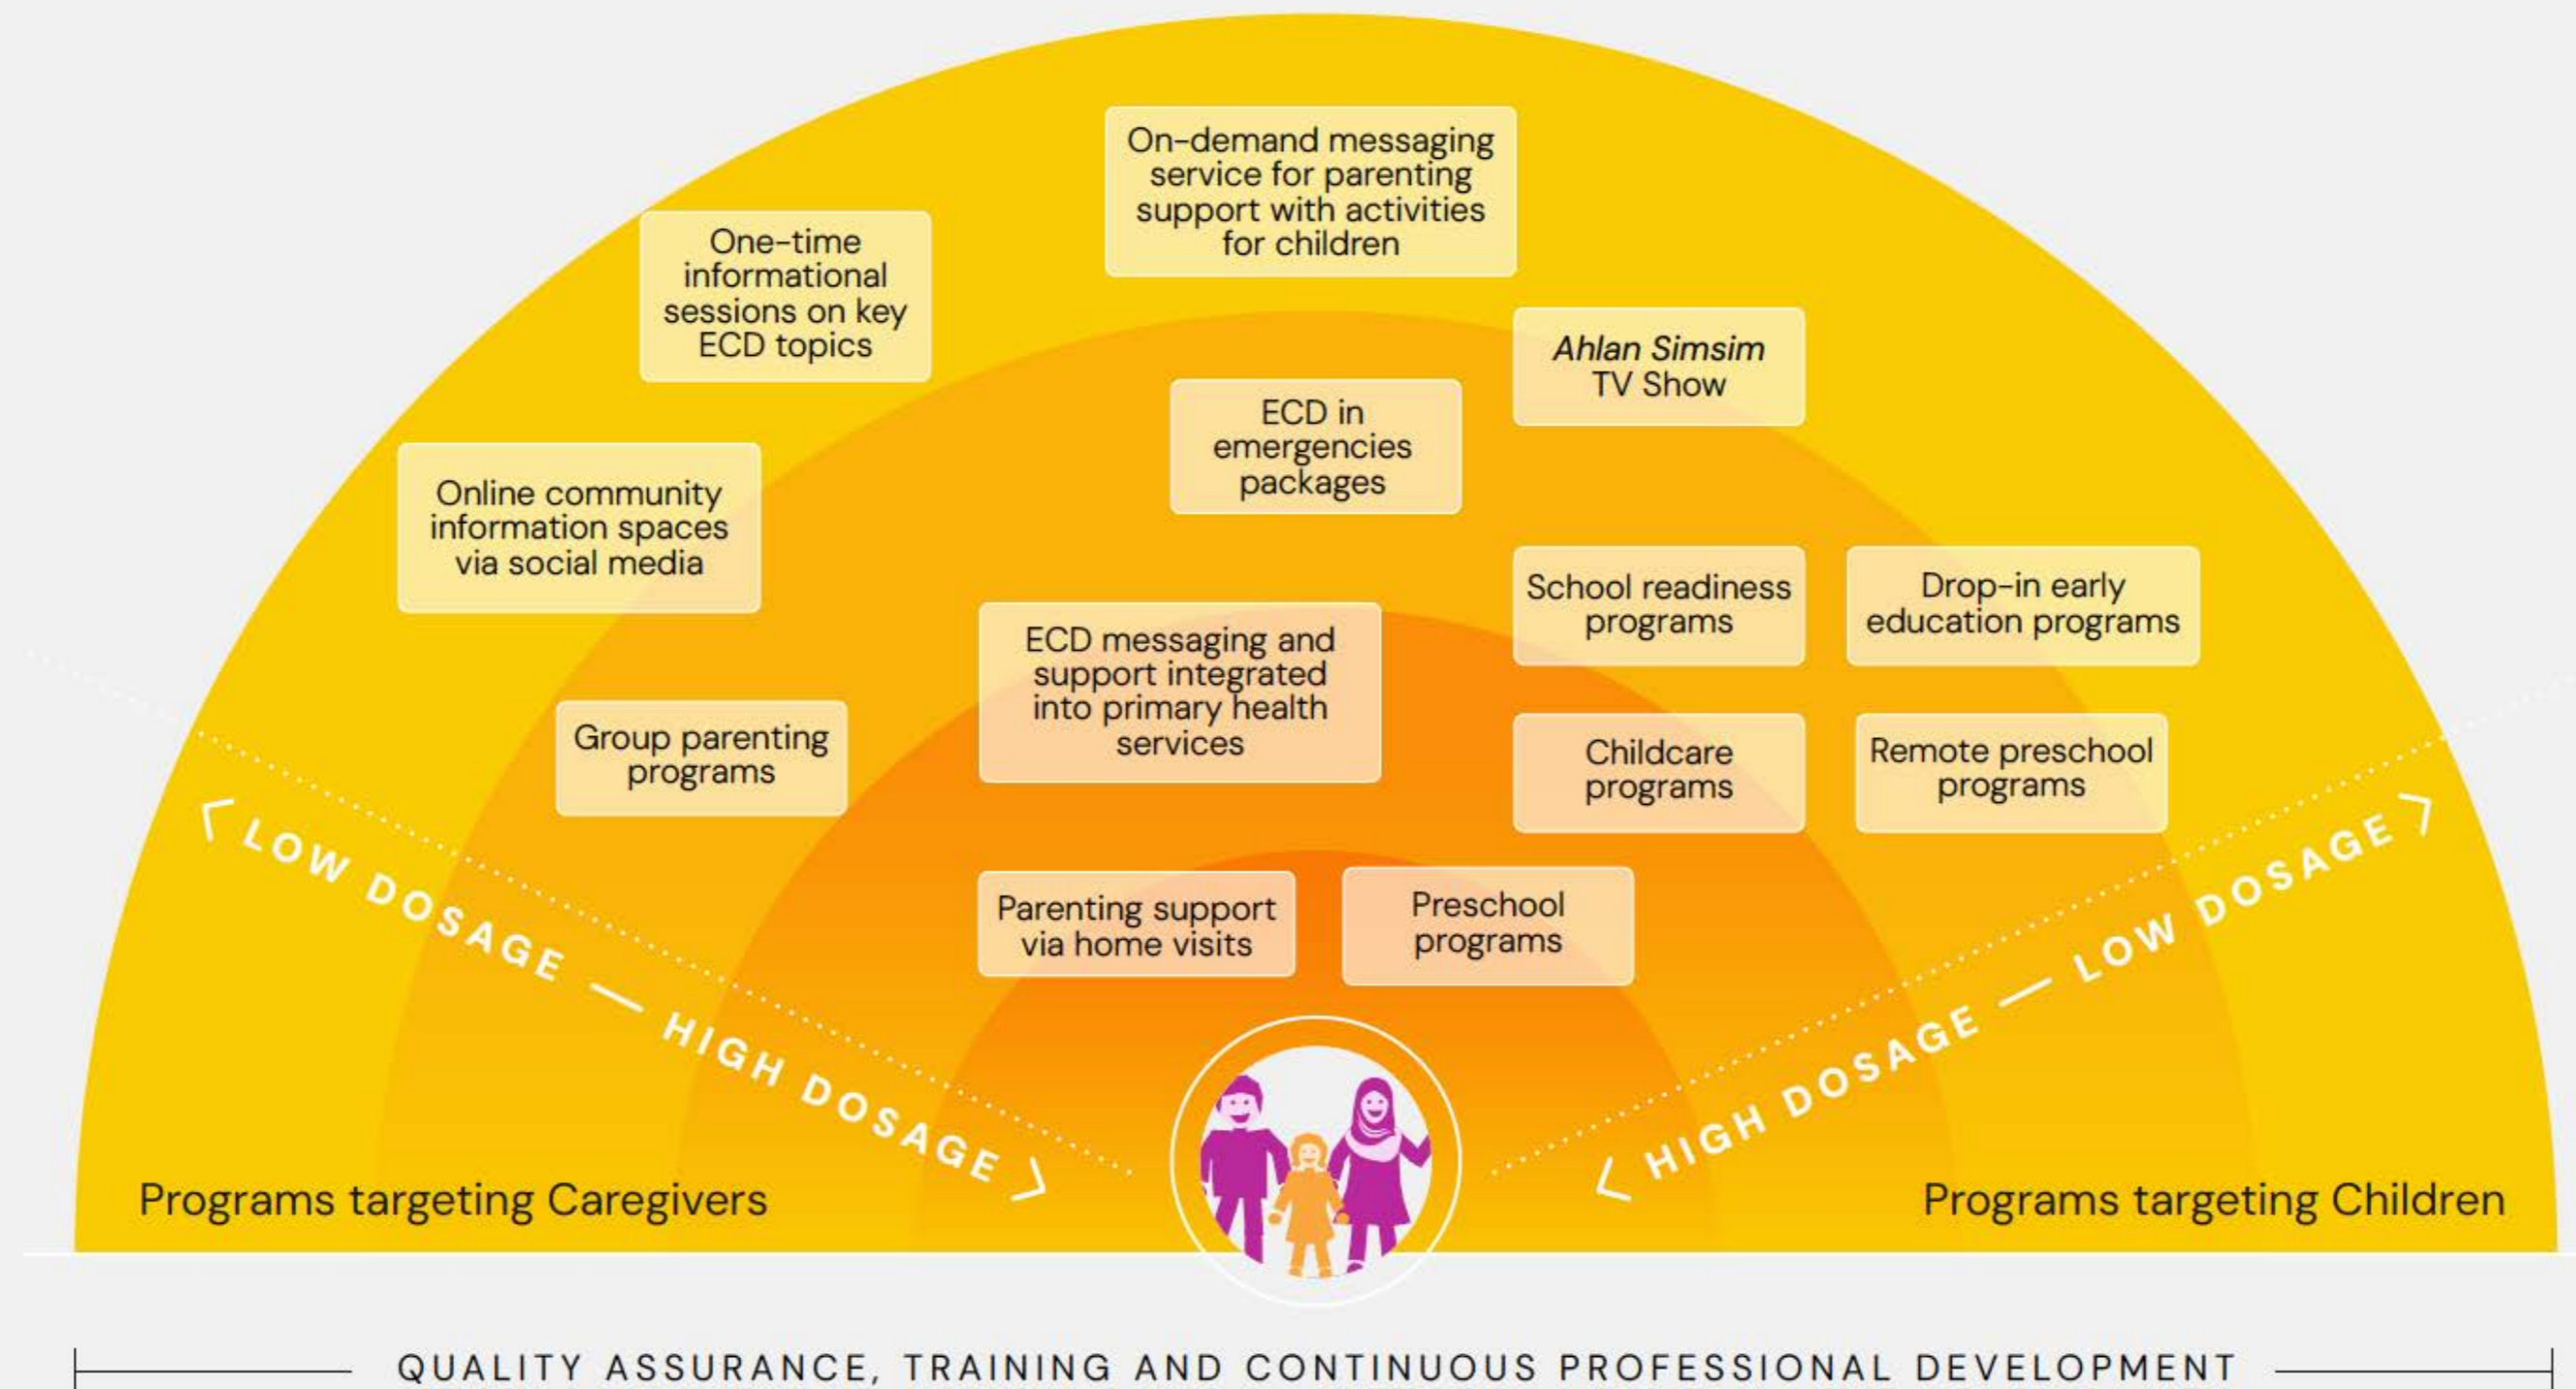 On-demand messaging
service for parenting
support with activities
for children
One-time
informational
sessions on key
ECD topics
Ahlan Simsim
TV Show
ECD in
emergencies
packages
Online community
information spaces
via social media
School readiness
programs
Drop-in early
education programs
ECD messaging and
support integrated
into primary health
services
Group parenting
programs
Childcare
programs
Remote preschool
programs
Parenting support
via home visits
Preschool
programs
LOW DOSAGE — HIGH DOSAGE
HIGH DOSAGE — LOW DOSAGE
Programs targeting Caregivers
Programs targeting Children
QUALITY ASSURANCE, TRAINING AND CONTINUOUS PROFESSIONAL DEVELOPMENT